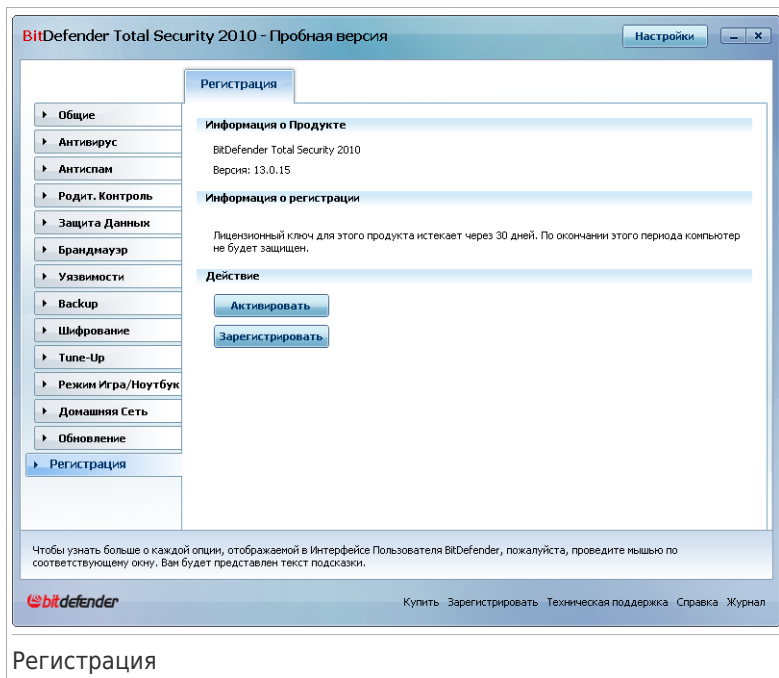 BitDefender Total Security 2010 - Пробная версия
Настройки
Регистрация
Общие
Антивирус
Антиспам
Родит. Контроль
Защита Данных
Брандмауэр
Уязвимости
Backup
Шифрование
Tune-Up
Режим Игра/Ноутбук
Домашняя Сеть
Обновление
Регистрация
Информация о Продукте
BitDefender Total Security 2010
Версия: 13.0.15
Информация о регистрации
Лицензионный ключ для этого продукта истекает через 30 дней. По окончании этого периода компьютер
не будет защищен.
Действие
Активировать
Зарегистрировать
Чтобы узнать больше о каждой опции, отображаемой в Интерфейсе Пользователя BitDefender, пожалуйста, проведите мышью по
соответствующему окну. Вам будет представлен текст подсказки.
bitdefender
Купить Зарегистрировать Техническая поддержка Справка Журнал
Регистрация